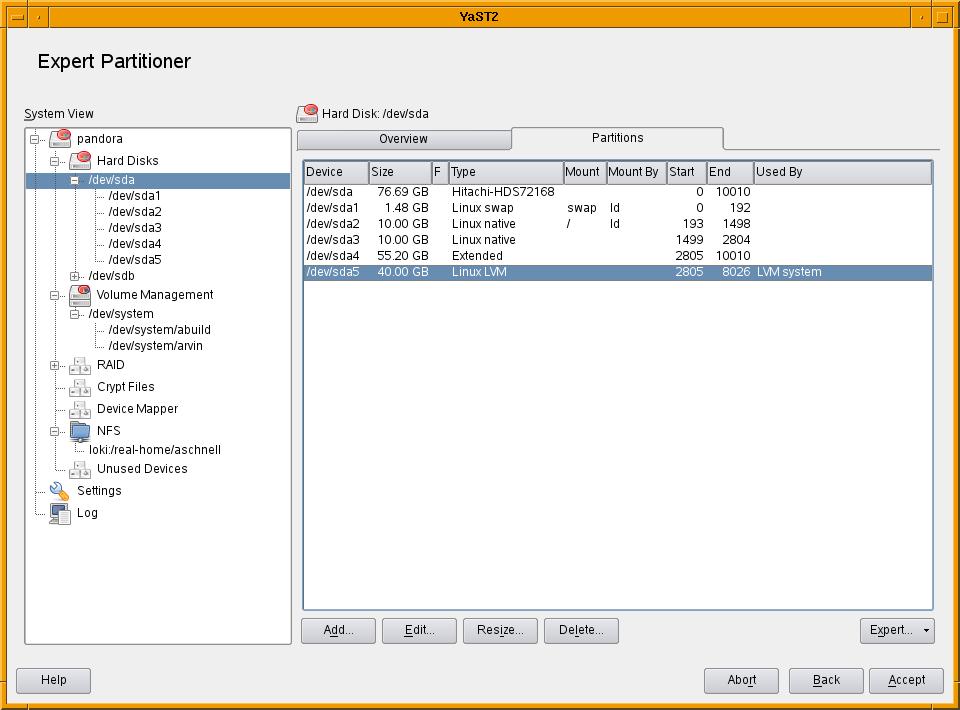 YaST2
Expert Partitioner
System View
pandora
Hard Disks
/dev/sda
/dev/sda1
/dev/sda2
/dev/sda3
/dev/sda4
/dev/sda5
/dev/sdb
Volume Management
/dev/system
/dev/system/abuild
/dev/system/arvin
RAID
Crypt Files
Device Mapper
NFS
loki:/real-home/aschnell
Unused Devices
Settings
Log
Hard Disk: /dev/sda
Overview Partitions
Device Size F Type Mount Mount By Start End Used By
/dev/sda 76.69 GB Hitachi-HDS72168 0 10010
/dev/sda1 1.48 GB Linux swap swap Id 0 192
/dev/sda2 10.00 GB Linux native / Id 193 1498
/dev/sda3 10.00 GB Linux native 1499 2804
/dev/sda4 55.20 GB Extended 2805 10010
/dev/sda5 40.00 GB Linux LVM 2805 8026 LVM system
Add... Edit... Resize... Delete... Expert...
Help Abort Back Accept